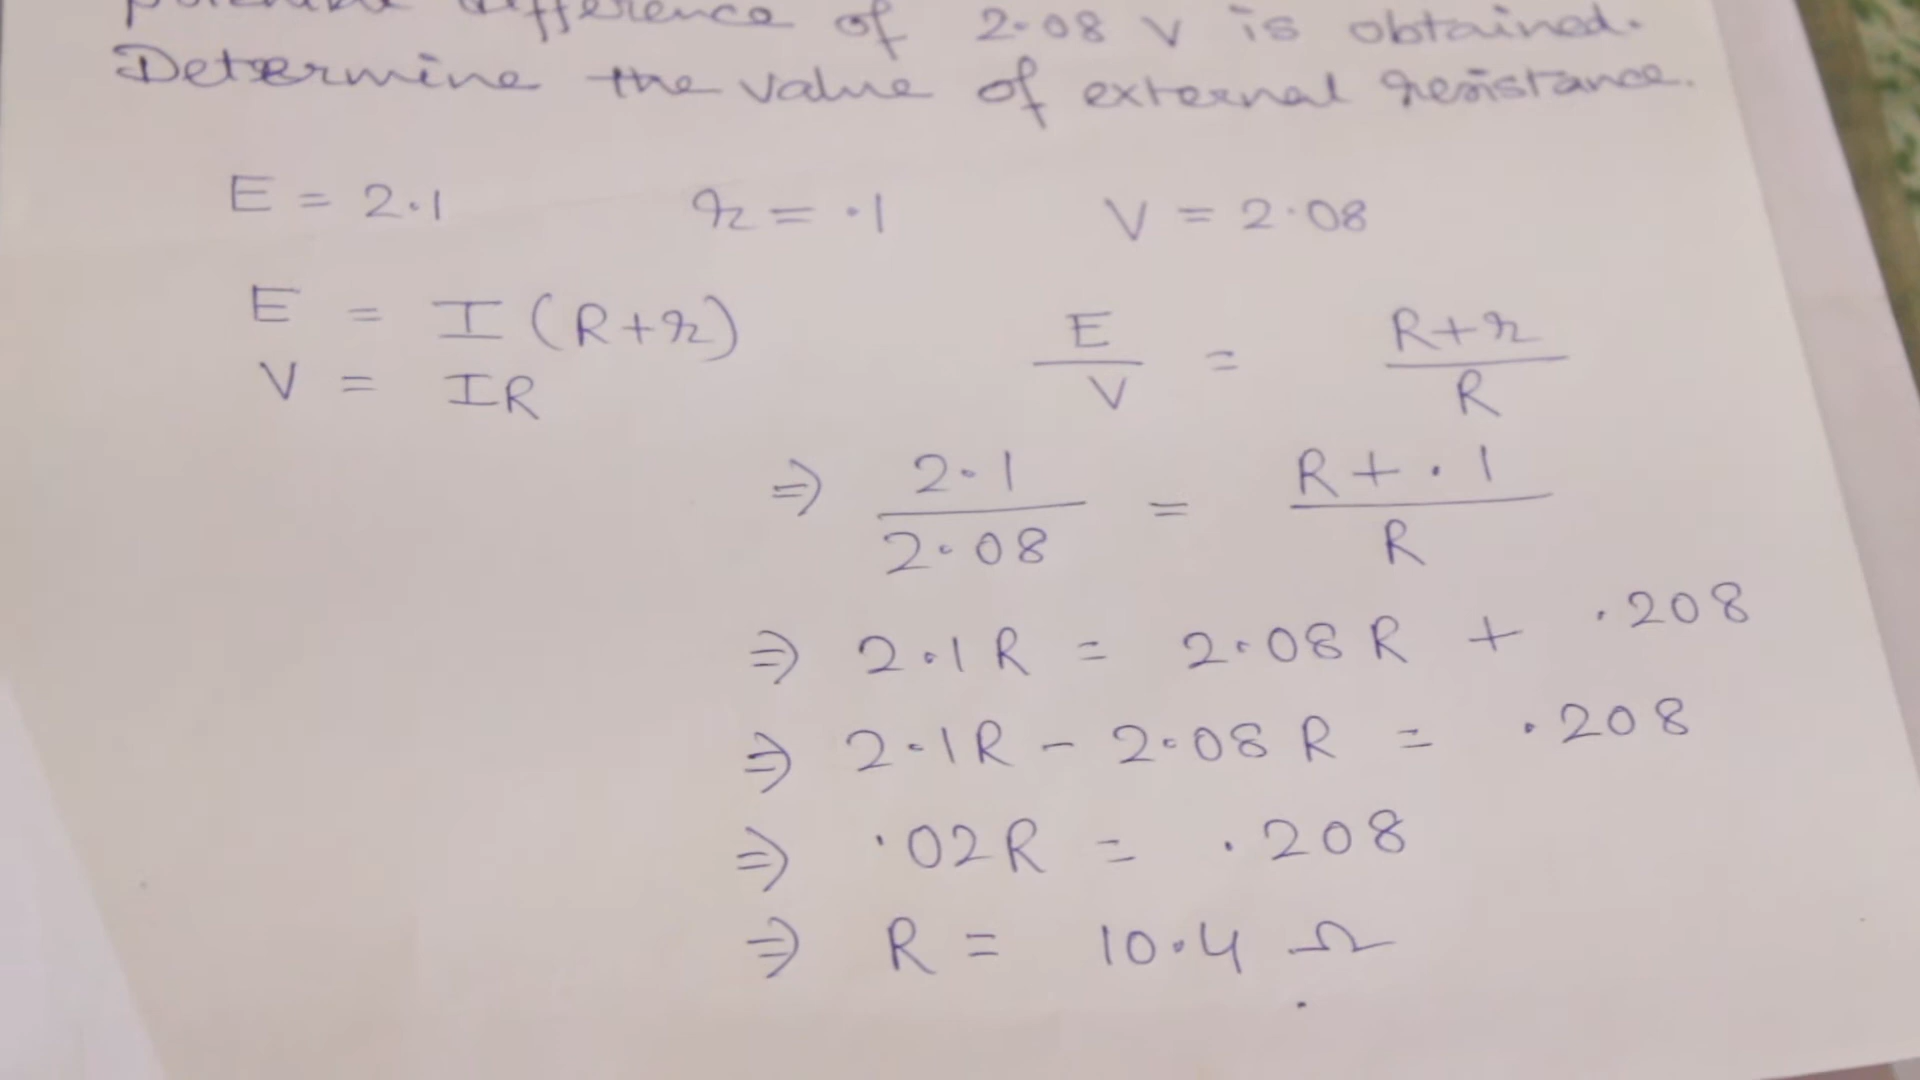 difference of 2.08 V is obtained.
Determine the value of external resistance.
E = 2.1 r = .1 V = 2.08
E = I (R+r)
V = IR
E/V = R+r/R
⇒ 2.1/2.08 = R+.1/R
⇒ 2.1R = 2.08R + .208
⇒ 2.1R - 2.08R = .208
⇒ .02R = .208
⇒ R = 10.4 Ω